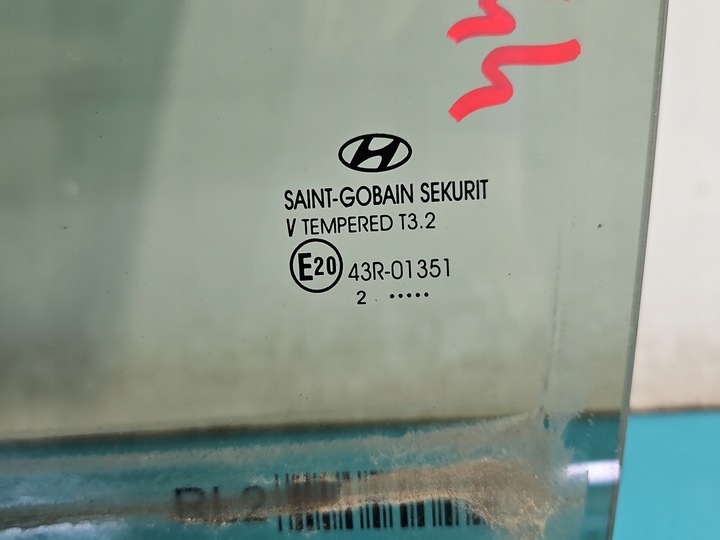 SAINT-GOBAIN SEKURIT
V TEMPERED T3.2
E20 43R-01351
2 •••••